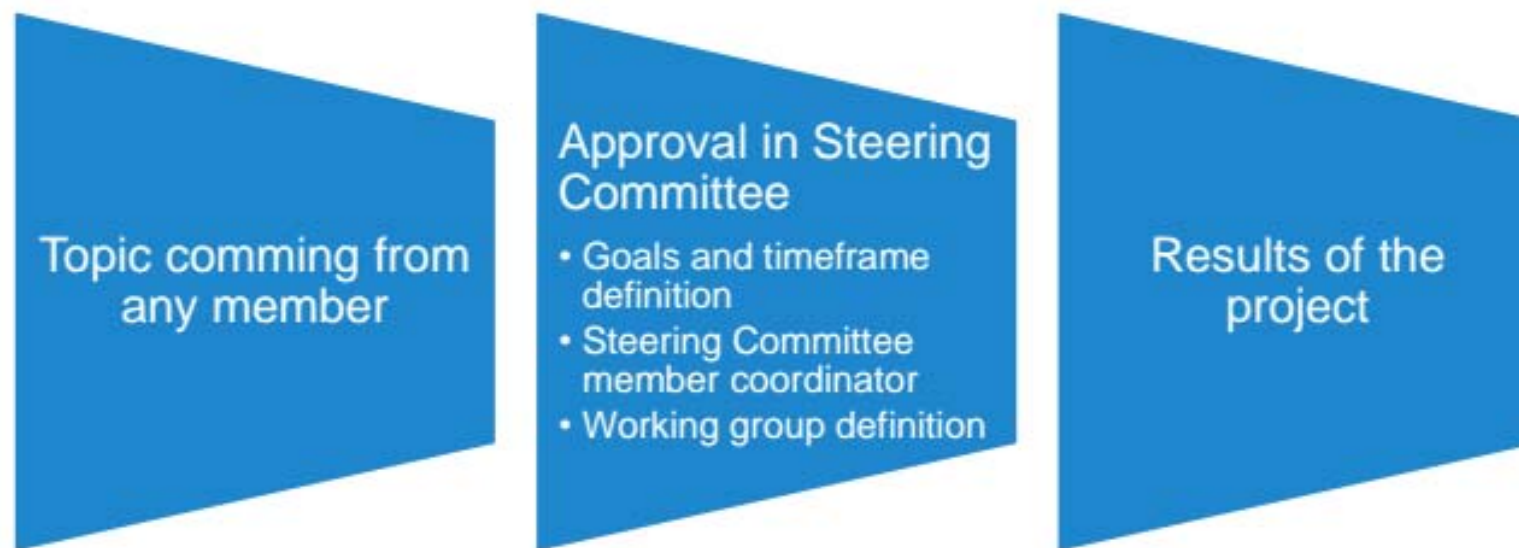 Topic comming from
any member
Approval in Steering
Committee
• Goals and timeframe
definition
• Steering Committee
member coordinator
• Working group definition
Results of the
project